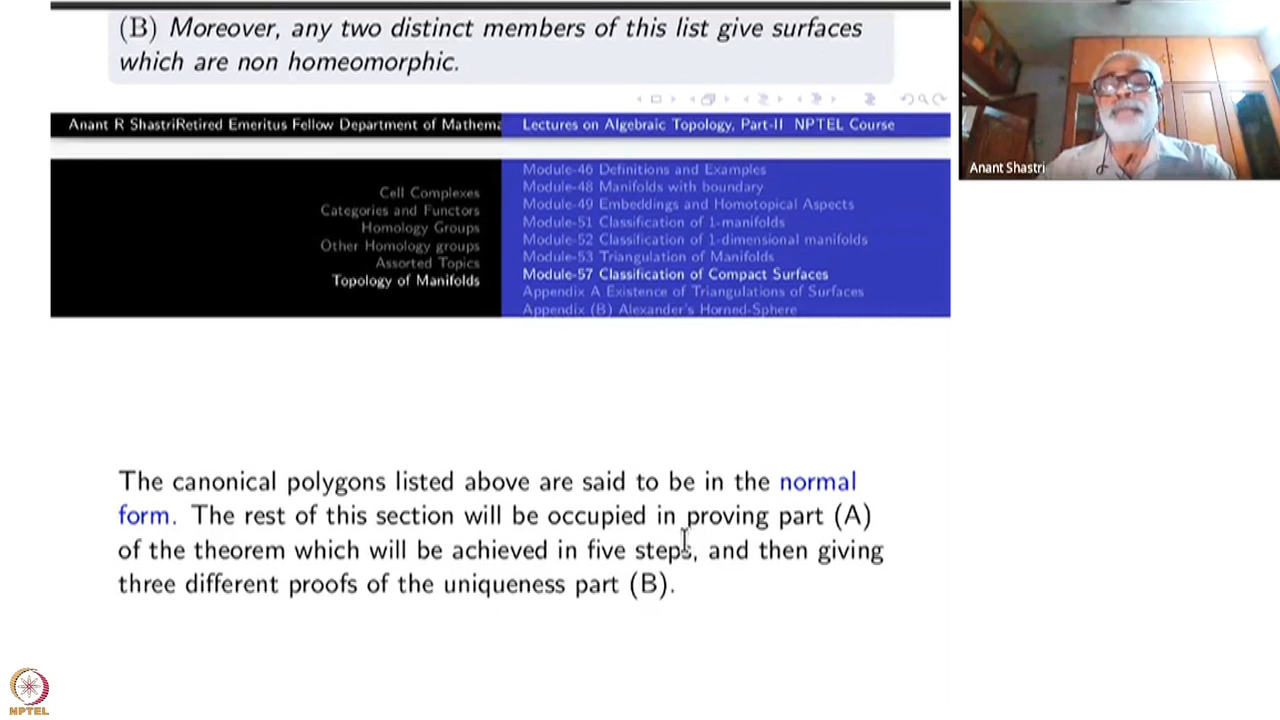 (B) Moreover, any two distinct members of this list give surfaces
which are non homeomorphic.
Anant R ShastriRetired Emeritus Fellow Department of Mathema
Lectures on Algebraic Topology, Part-II NPTEL Course
Anant Shastri
Cell Complexes
Categories and Functors
Homology Groups
Other Homology groups
Assorted Topics
Topology of Manifolds
Module-46 Definitions and Examples
Module-48 Manifolds with boundary
Module-49 Embeddings and Homotopical Aspects
Module-51 Classification of 1-manifolds
Module-52 Classification of 1-dimensional manifolds
Module-53 Triangulation of Manifolds
Module-57 Classification of Compact Surfaces
Appendix A Existence of Triangulations of Surfaces
Appendix (B) Alexander's Horned-Sphere
The canonical polygons listed above are said to be in the normal
form. The rest of this section will be occupied in proving part (A)
of the theorem which will be achieved in five steps, and then giving
three different proofs of the uniqueness part (B).
NPTEL